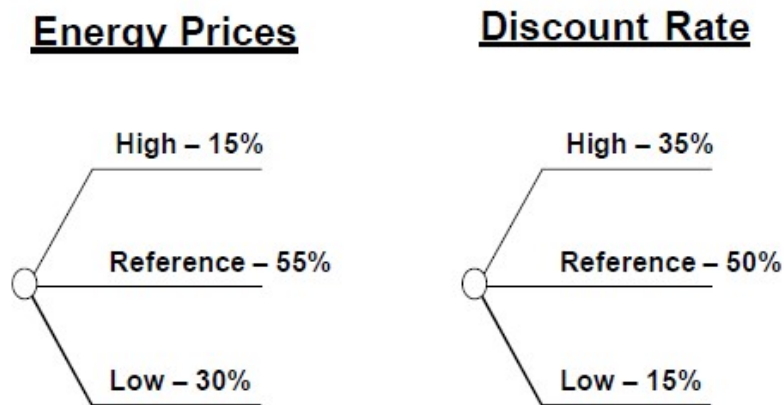 Energy Prices
High – 15%
Reference – 55%
Low – 30%
Discount Rate
High – 35%
Reference – 50%
Low – 15%